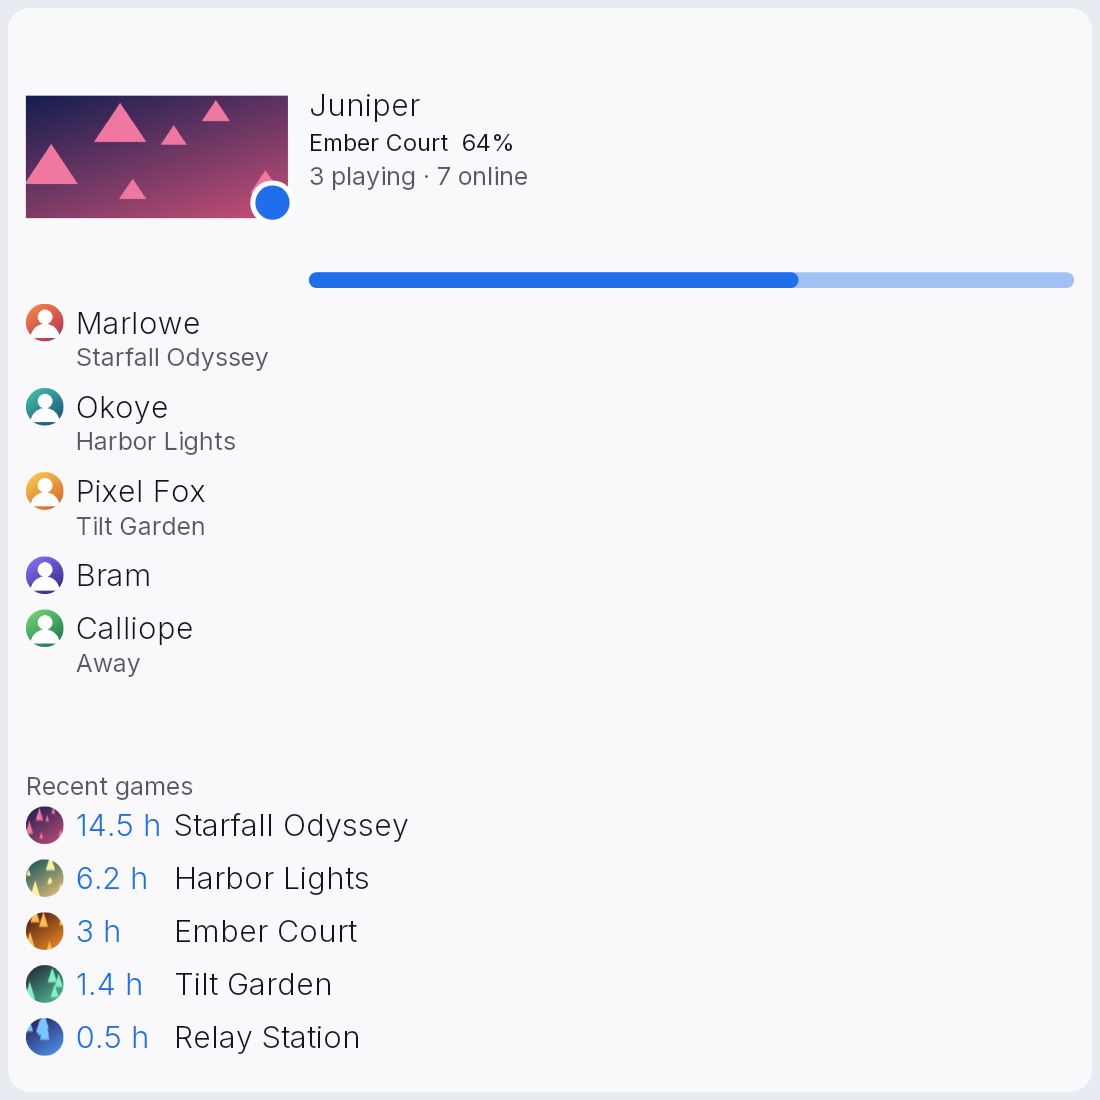 Juniper
Ember Court 64%
3 playing · 7 online
Marlowe
Starfall Odyssey
Okoye
Harbor Lights
Pixel Fox
Tilt Garden
Bram
Calliope
Away
Recent games
14.5 h Starfall Odyssey
6.2 h Harbor Lights
3 h Ember Court
1.4 h Tilt Garden
0.5 h Relay Station